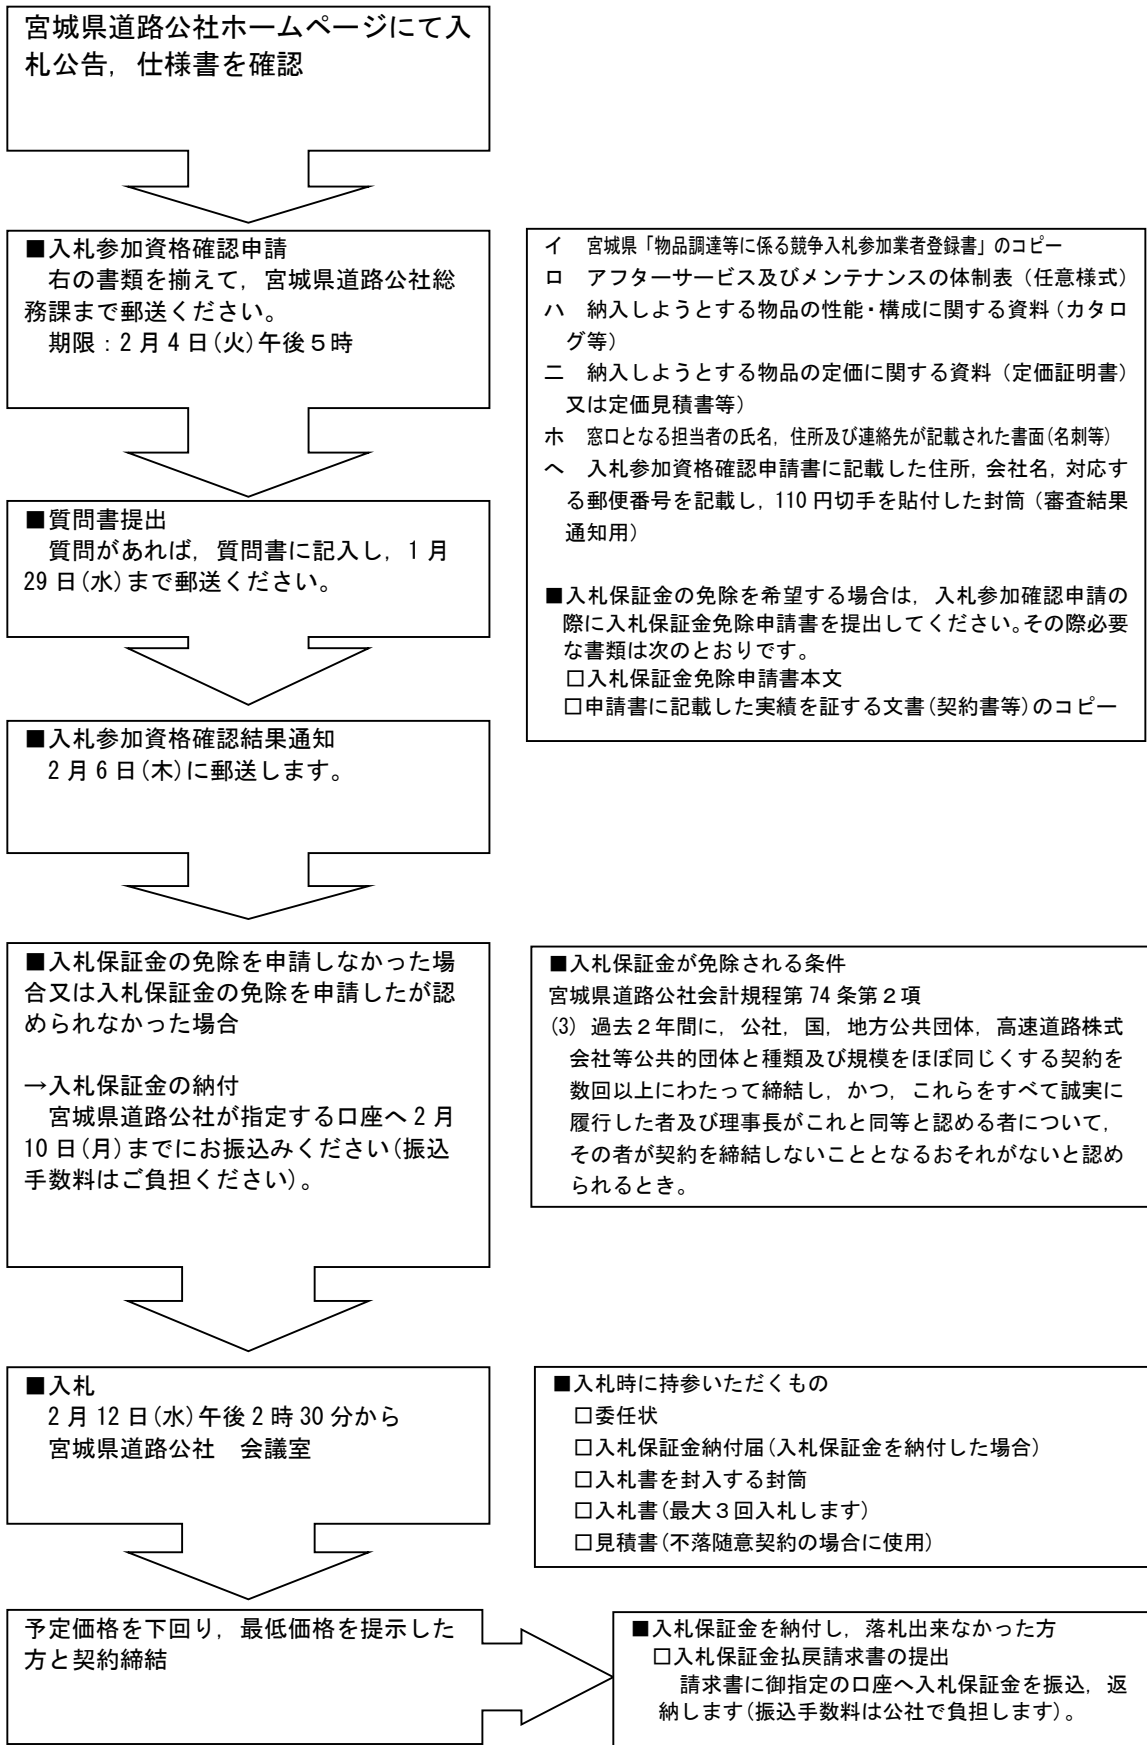 宮城県道路公社ホームページにて入
札公告，仕様書を確認
■入札参加資格確認申請
右の書類を揃えて，宮城県道路公社総
務課まで郵送ください。
期限：2月4日(火)午後５時
イ　宮城県「物品調達等に係る競争入札参加業者登録書」のコピー
ロ　アフターサービス及びメンテナンスの体制表（任意様式）
ハ　納入しようとする物品の性能・構成に関する資料（カタロ
グ等）
ニ　納入しようとする物品の定価に関する資料（定価証明書）
又は定価見積書等）
ホ　窓口となる担当者の氏名，住所及び連絡先が記載された書面(名刺等)
ヘ　入札参加資格確認申請書に記載した住所，会社名，対応す
る郵便番号を記載し，110円切手を貼付した封筒（審査結果
通知用）
■入札保証金の免除を希望する場合は，入札参加確認申請の
際に入札保証金免除申請書を提出してください。その際必要
な書類は次のとおりです。
□入札保証金免除申請書本文
□申請書に記載した実績を証する文書(契約書等)のコピー
■質問書提出
質問があれば，質問書に記入し，1月
29日(水)まで郵送ください。
■入札参加資格確認結果通知
2月6日(木)に郵送します。
■入札保証金の免除を申請しなかった場
合又は入札保証金の免除を申請したが認
められなかった場合
→入札保証金の納付
宮城県道路公社が指定する口座へ2月
10日(月)までにお振込みください(振込
手数料はご負担ください)。
■入札保証金が免除される条件
宮城県道路公社会計規程第74条第２項
(3) 過去２年間に，公社，国，地方公共団体，高速道路株式
会社等公共的団体と種類及び規模をほぼ同じくする契約を
数回以上にわたって締結し，かつ，これらをすべて誠実に
履行した者及び理事長がこれと同等と認める者について，
その者が契約を締結しないこととなるおそれがないと認め
られるとき。
■入札
2月12日(水)午後2時30分から
宮城県道路公社　会議室
■入札時に持参いただくもの
□委任状
□入札保証金納付届(入札保証金を納付した場合)
□入札書を封入する封筒
□入札書(最大３回入札します)
□見積書(不落随意契約の場合に使用)
予定価格を下回り，最低価格を提示した
方と契約締結
■入札保証金を納付し，落札出来なかった方
□入札保証金払戻請求書の提出
請求書に御指定の口座へ入札保証金を振込，返
納します(振込手数料は公社で負担します)。